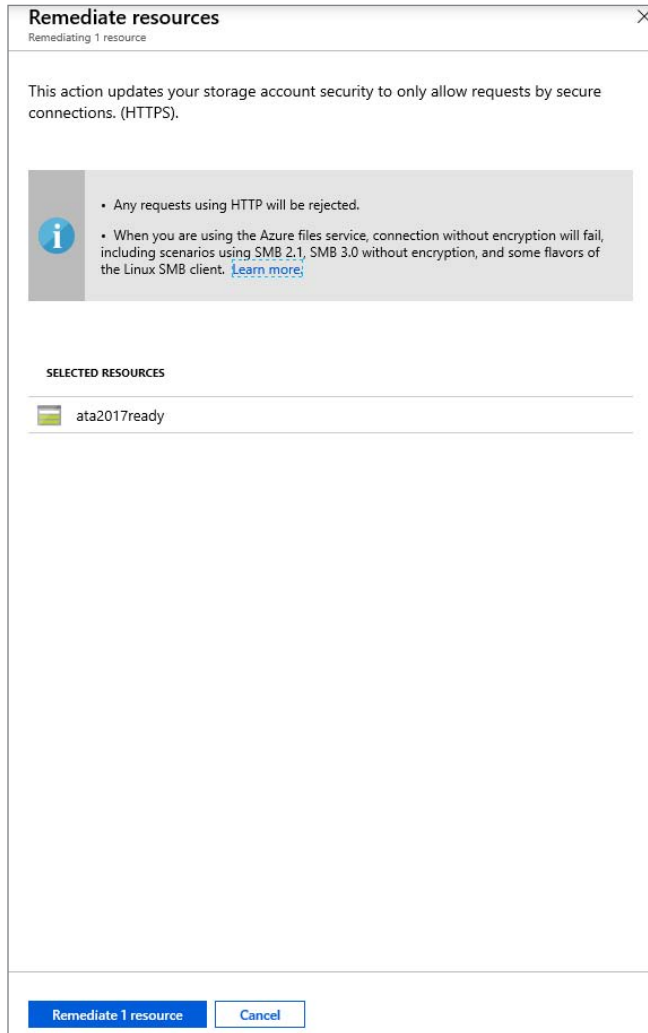 Remediate resources
Remediating 1 resource
This action updates your storage account security to only allow requests by secure
connections. (HTTPS).
• Any requests using HTTP will be rejected.
• When you are using the Azure files service, connection without encryption will fail,
including scenarios using SMB 2.1, SMB 3.0 without encryption, and some flavors of
the Linux SMB client. Learn more.
SELECTED RESOURCES
ata2017ready
Remediate 1 resource
Cancel